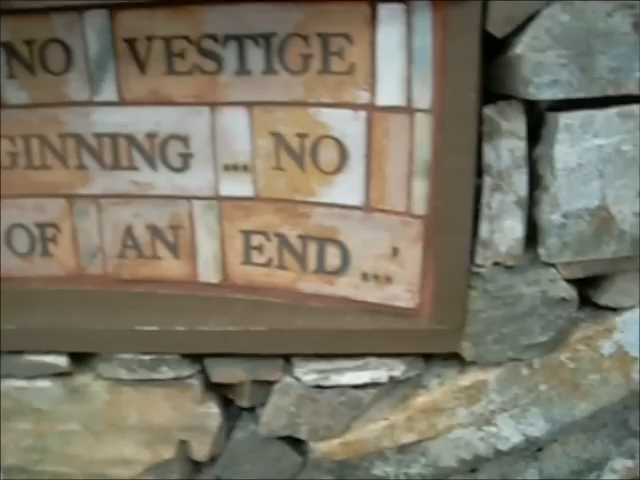 NO VESTIGE
GINNING ... NO
OF AN END ...'